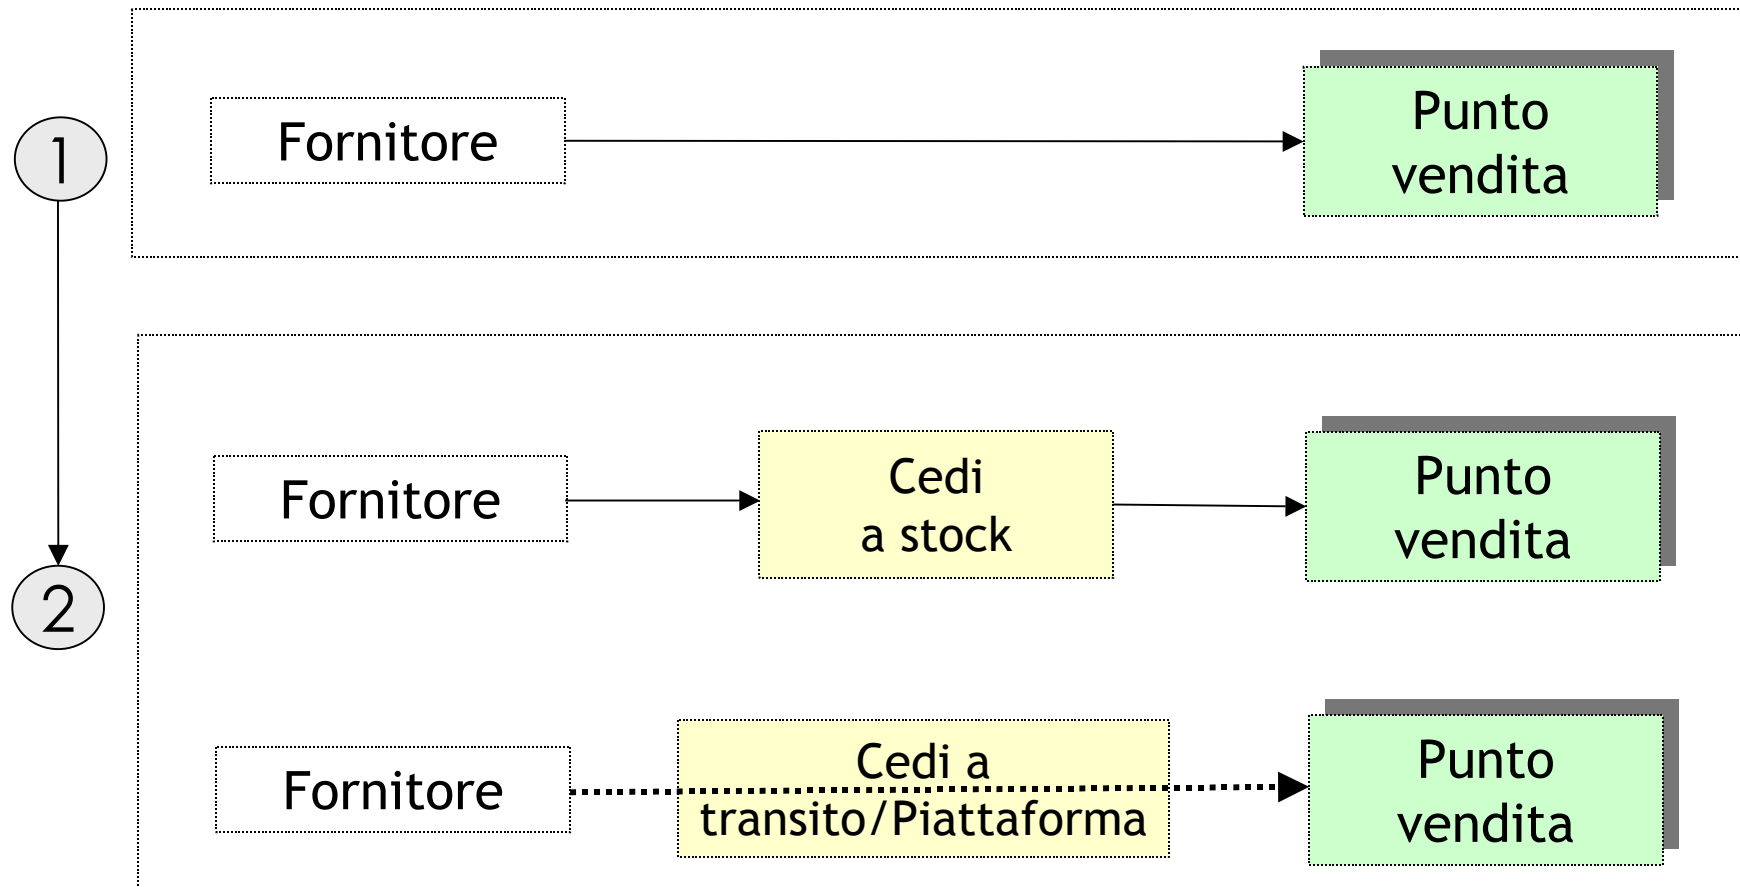 1
Fornitore
Punto
vendita
2
Fornitore
Cedi
a stock
Punto
vendita
Fornitore
Cedi a
transito/Piattaforma
Punto
vendita